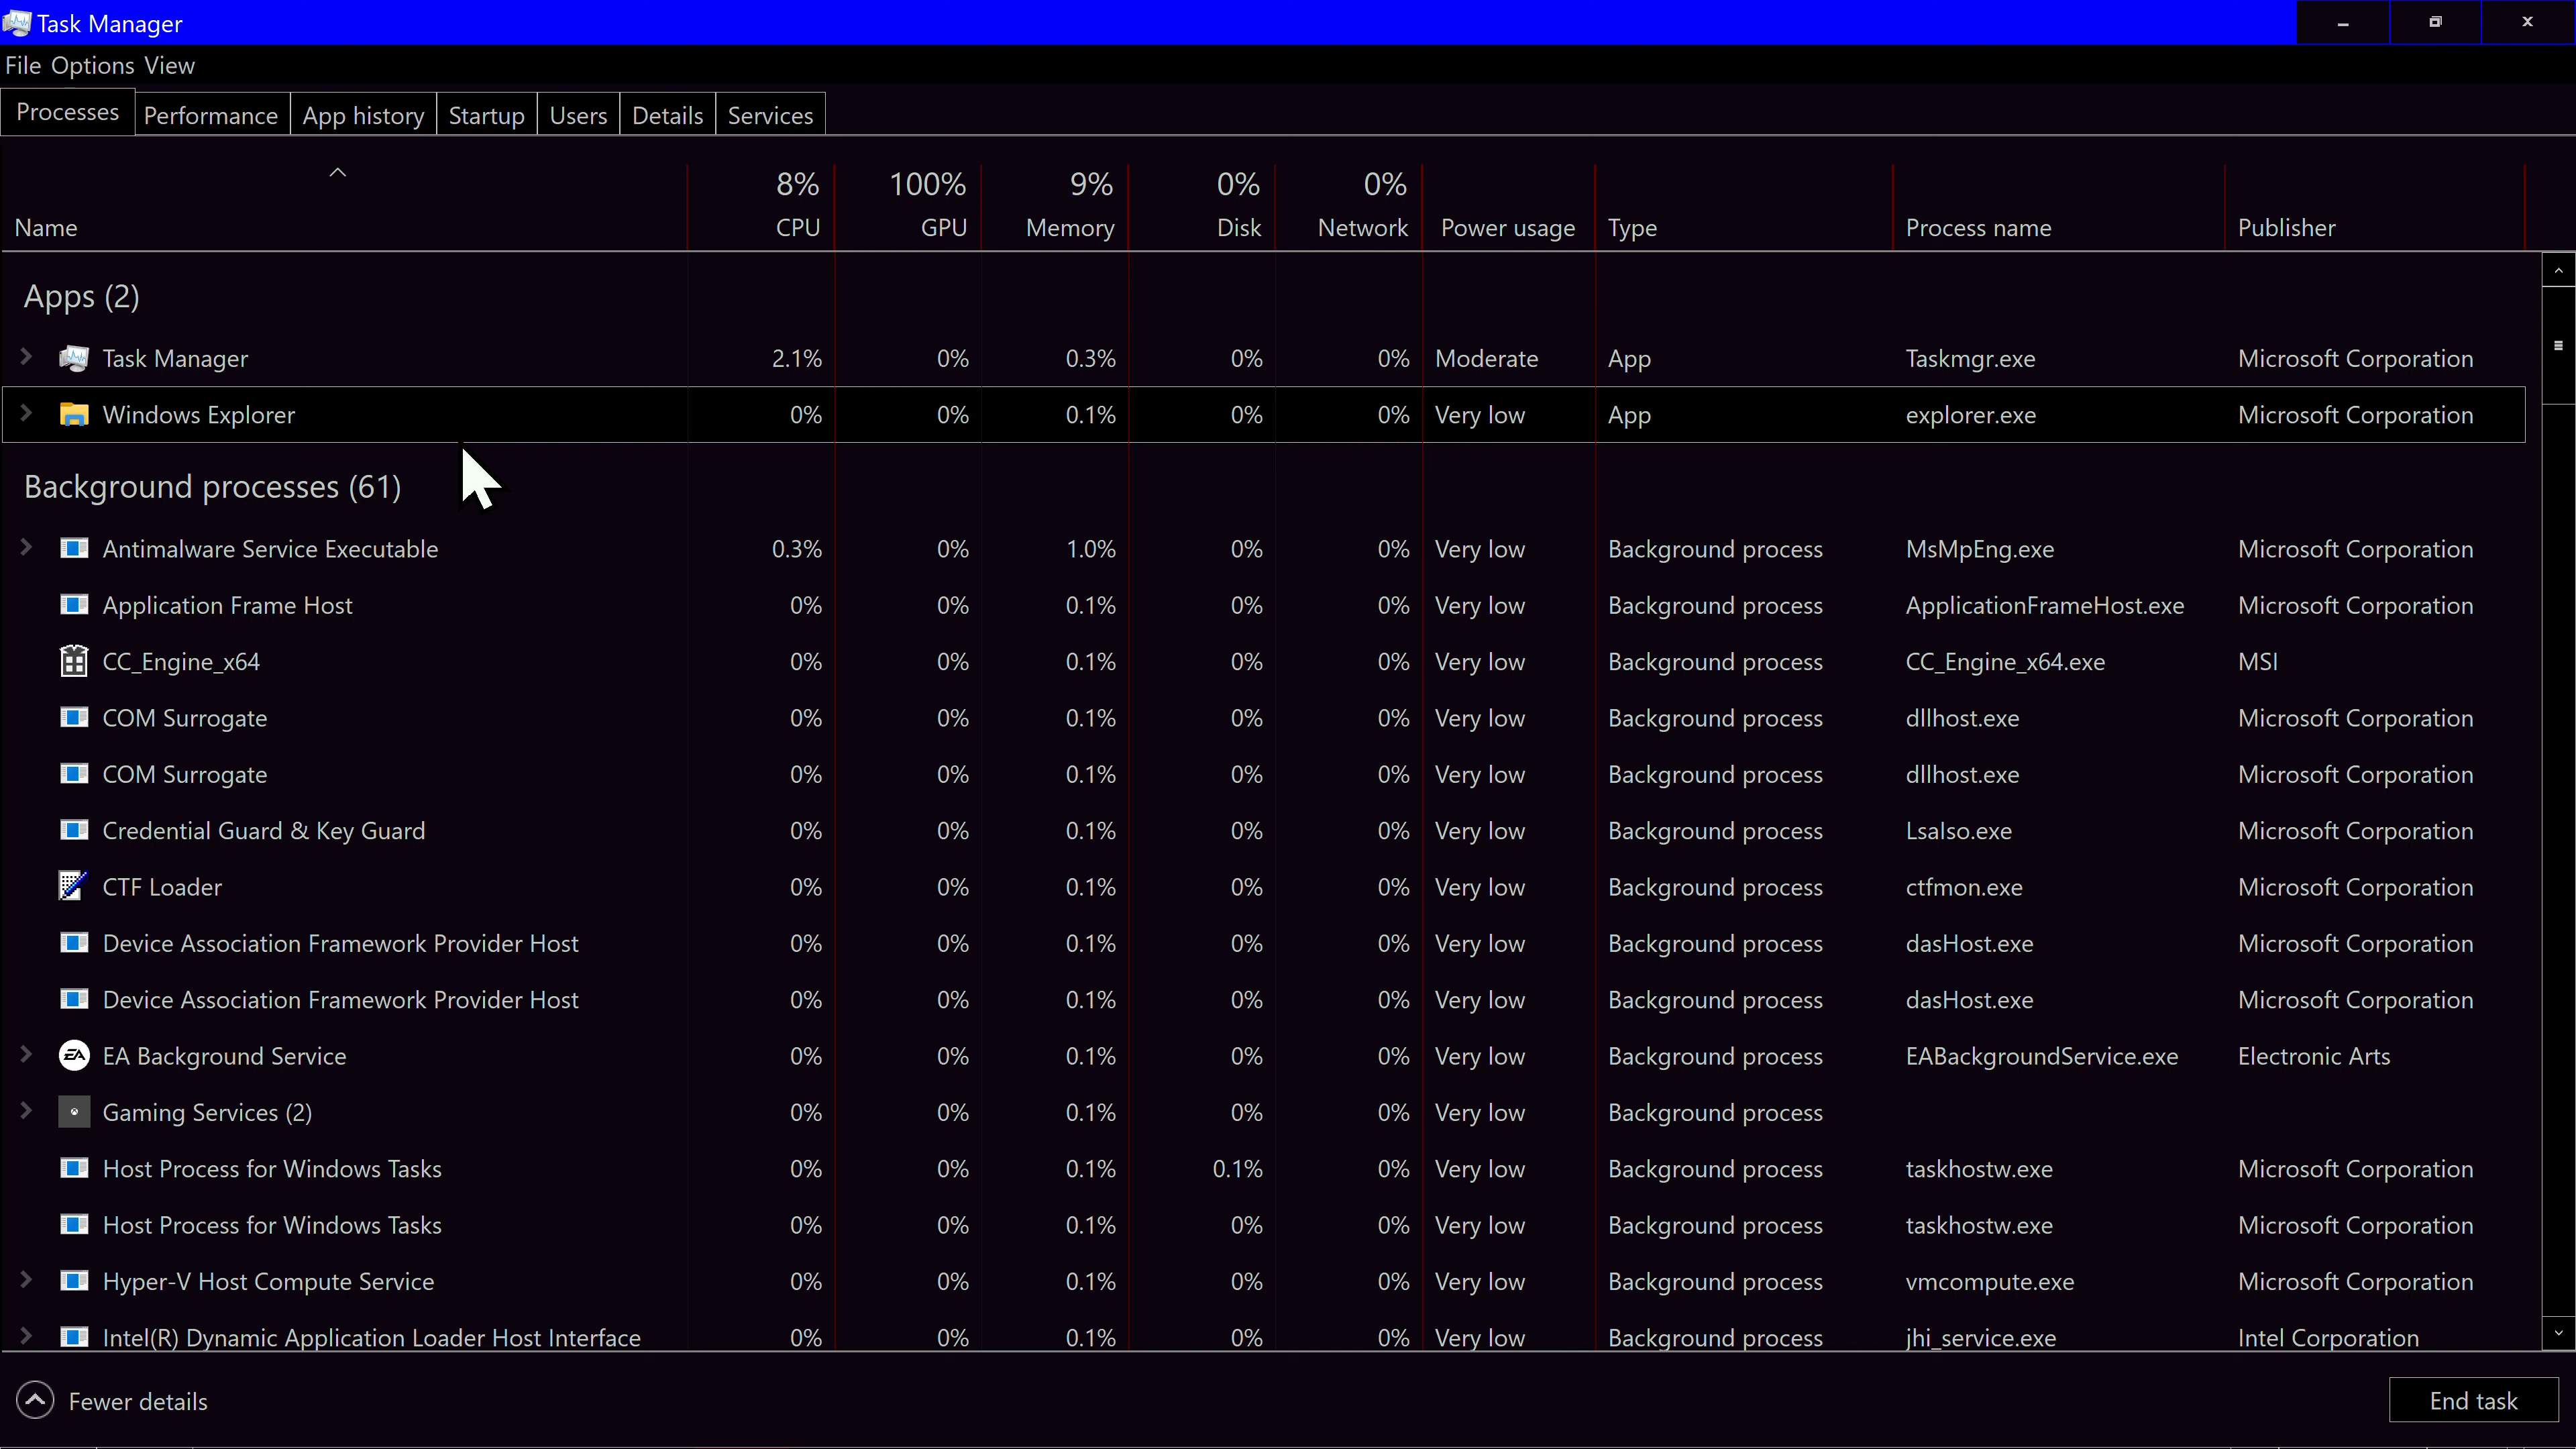 Task Manager
File Options View
Processes Performance App history Startup Users Details Services
8% 100% 9% 0% 0%
Name CPU GPU Memory Disk Network Power usage Type Process name Publisher
Apps (2)
Task Manager 2.1% 0% 0.3% 0% 0% Moderate App Taskmgr.exe Microsoft Corporation
Windows Explorer 0% 0% 0.1% 0% 0% Very low App explorer.exe Microsoft Corporation
Background processes (61)
Antimalware Service Executable 0.3% 0% 1.0% 0% 0% Very low Background process MsMpEng.exe Microsoft Corporation
Application Frame Host 0% 0% 0.1% 0% 0% Very low Background process ApplicationFrameHost.exe Microsoft Corporation
CC_Engine_x64 0% 0% 0.1% 0% 0% Very low Background process CC_Engine_x64.exe MSI
COM Surrogate 0% 0% 0.1% 0% 0% Very low Background process dllhost.exe Microsoft Corporation
COM Surrogate 0% 0% 0.1% 0% 0% Very low Background process dllhost.exe Microsoft Corporation
Credential Guard & Key Guard 0% 0% 0.1% 0% 0% Very low Background process LsaIso.exe Microsoft Corporation
CTF Loader 0% 0% 0.1% 0% 0% Very low Background process ctfmon.exe Microsoft Corporation
Device Association Framework Provider Host 0% 0% 0.1% 0% 0% Very low Background process dasHost.exe Microsoft Corporation
Device Association Framework Provider Host 0% 0% 0.1% 0% 0% Very low Background process dasHost.exe Microsoft Corporation
EA EA Background Service 0% 0% 0.1% 0% 0% Very low Background process EABackgroundService.exe Electronic Arts
Gaming Services (2) 0% 0% 0.1% 0% 0% Very low Background process
Host Process for Windows Tasks 0% 0% 0.1% 0.1% 0% Very low Background process taskhostw.exe Microsoft Corporation
Host Process for Windows Tasks 0% 0% 0.1% 0% 0% Very low Background process taskhostw.exe Microsoft Corporation
Hyper-V Host Compute Service 0% 0% 0.1% 0% 0% Very low Background process vmcompute.exe Microsoft Corporation
Intel(R) Dynamic Application Loader Host Interface 0% 0% 0.1% 0% 0% Very low Background process jhi_service.exe Intel Corporation
Fewer details End task